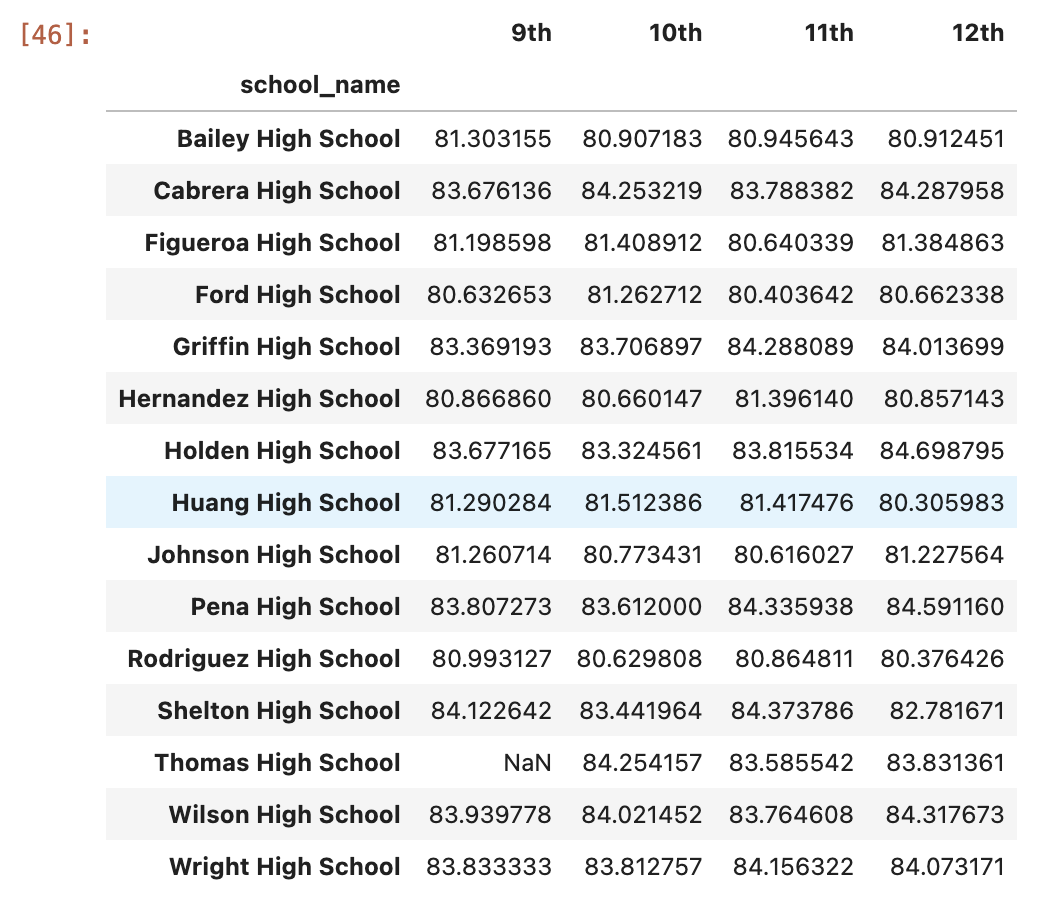 [46]: 9th 10th 11th 12th
school_name
Bailey High School 81.303155 80.907183 80.945643 80.912451
Cabrera High School 83.676136 84.253219 83.788382 84.287958
Figueroa High School 81.198598 81.408912 80.640339 81.384863
Ford High School 80.632653 81.262712 80.403642 80.662338
Griffin High School 83.369193 83.706897 84.288089 84.013699
Hernandez High School 80.866860 80.660147 81.396140 80.857143
Holden High School 83.677165 83.324561 83.815534 84.698795
Huang High School 81.290284 81.512386 81.417476 80.305983
Johnson High School 81.260714 80.773431 80.616027 81.227564
Pena High School 83.807273 83.612000 84.335938 84.591160
Rodriguez High School 80.993127 80.629808 80.864811 80.376426
Shelton High School 84.122642 83.441964 84.373786 82.781671
Thomas High School NaN 84.254157 83.585542 83.831361
Wilson High School 83.939778 84.021452 83.764608 84.317673
Wright High School 83.833333 83.812757 84.156322 84.073171